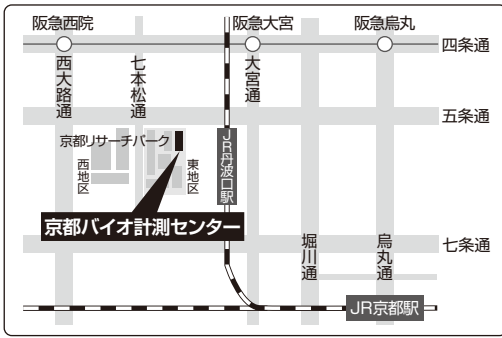 阪急西院
阪急大宮
阪急烏丸
四条通
西大路通
七本松通
大宮通
五条通
京都リサーチパーク
西地区
東地区
JR丹波口駅
京都バイオ計測センター
堀川通
烏丸通
七条通
JR京都駅